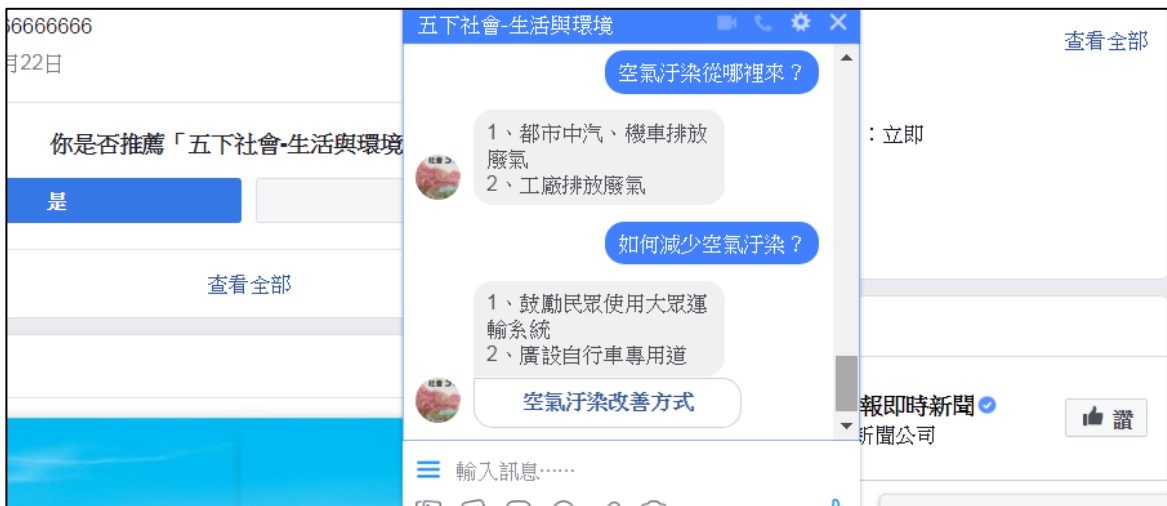 66666666
月22日
你是否推薦「五下社會-生活與環境
是
查看全部
五下社會-生活與環境
空氣汙染從哪裡來？
1、都市中汽、機車排放
廢氣
2、工廠排放廢氣
如何減少空氣汙染？
1、鼓勵民眾使用大眾運
輸系統
2、廣設自行車專用道
空氣汙染改善方式
輸入訊息……
查看全部
：立即
報即時新聞
新聞公司
讚